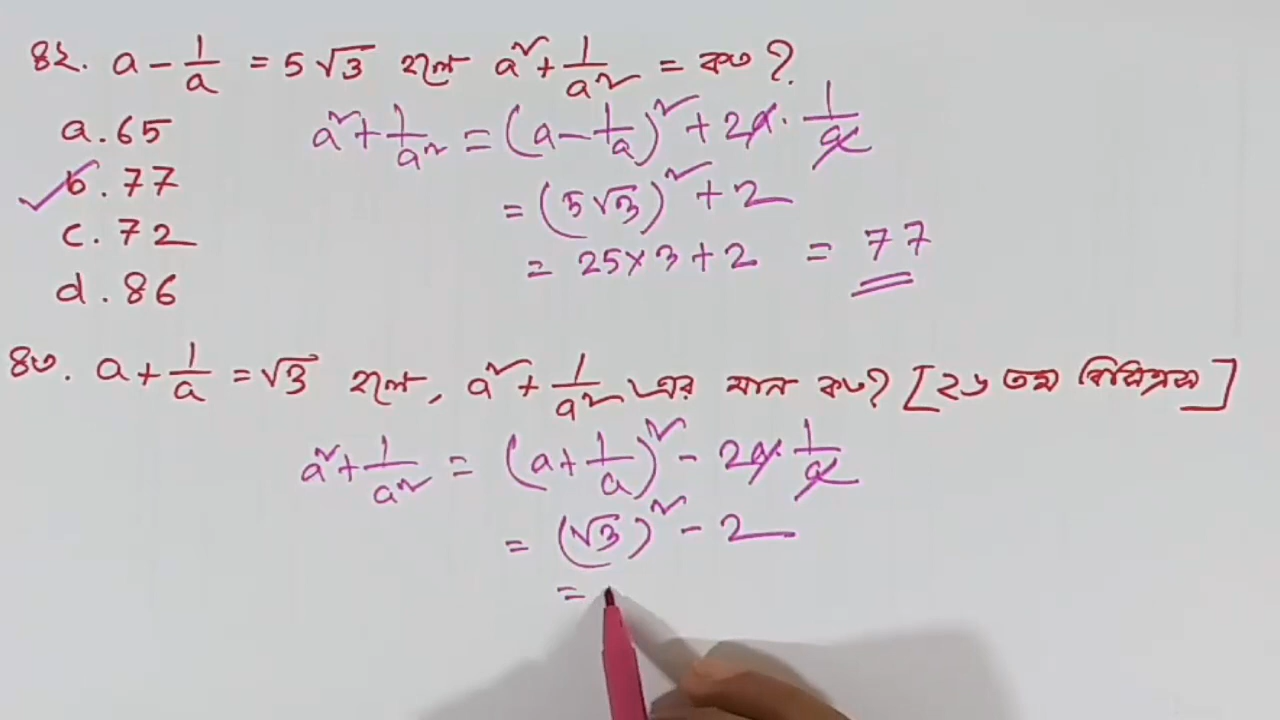 ৪২. a - 1/a = 5√3 হলে a² + 1/a² = কত?
a. 65
b. 77
c. 72
d. 86
a² + 1/a² = (a - 1/a)² + 2a · 1/a
= (5√3)² + 2
= 25×3 + 2 = 77
৪৩. a + 1/a = √3 হলে, a² + 1/a² এর মান কত? [২৬ তম বিসিএস]
a² + 1/a² = (a + 1/a)² - 2a · 1/a
= (√3)² - 2
=